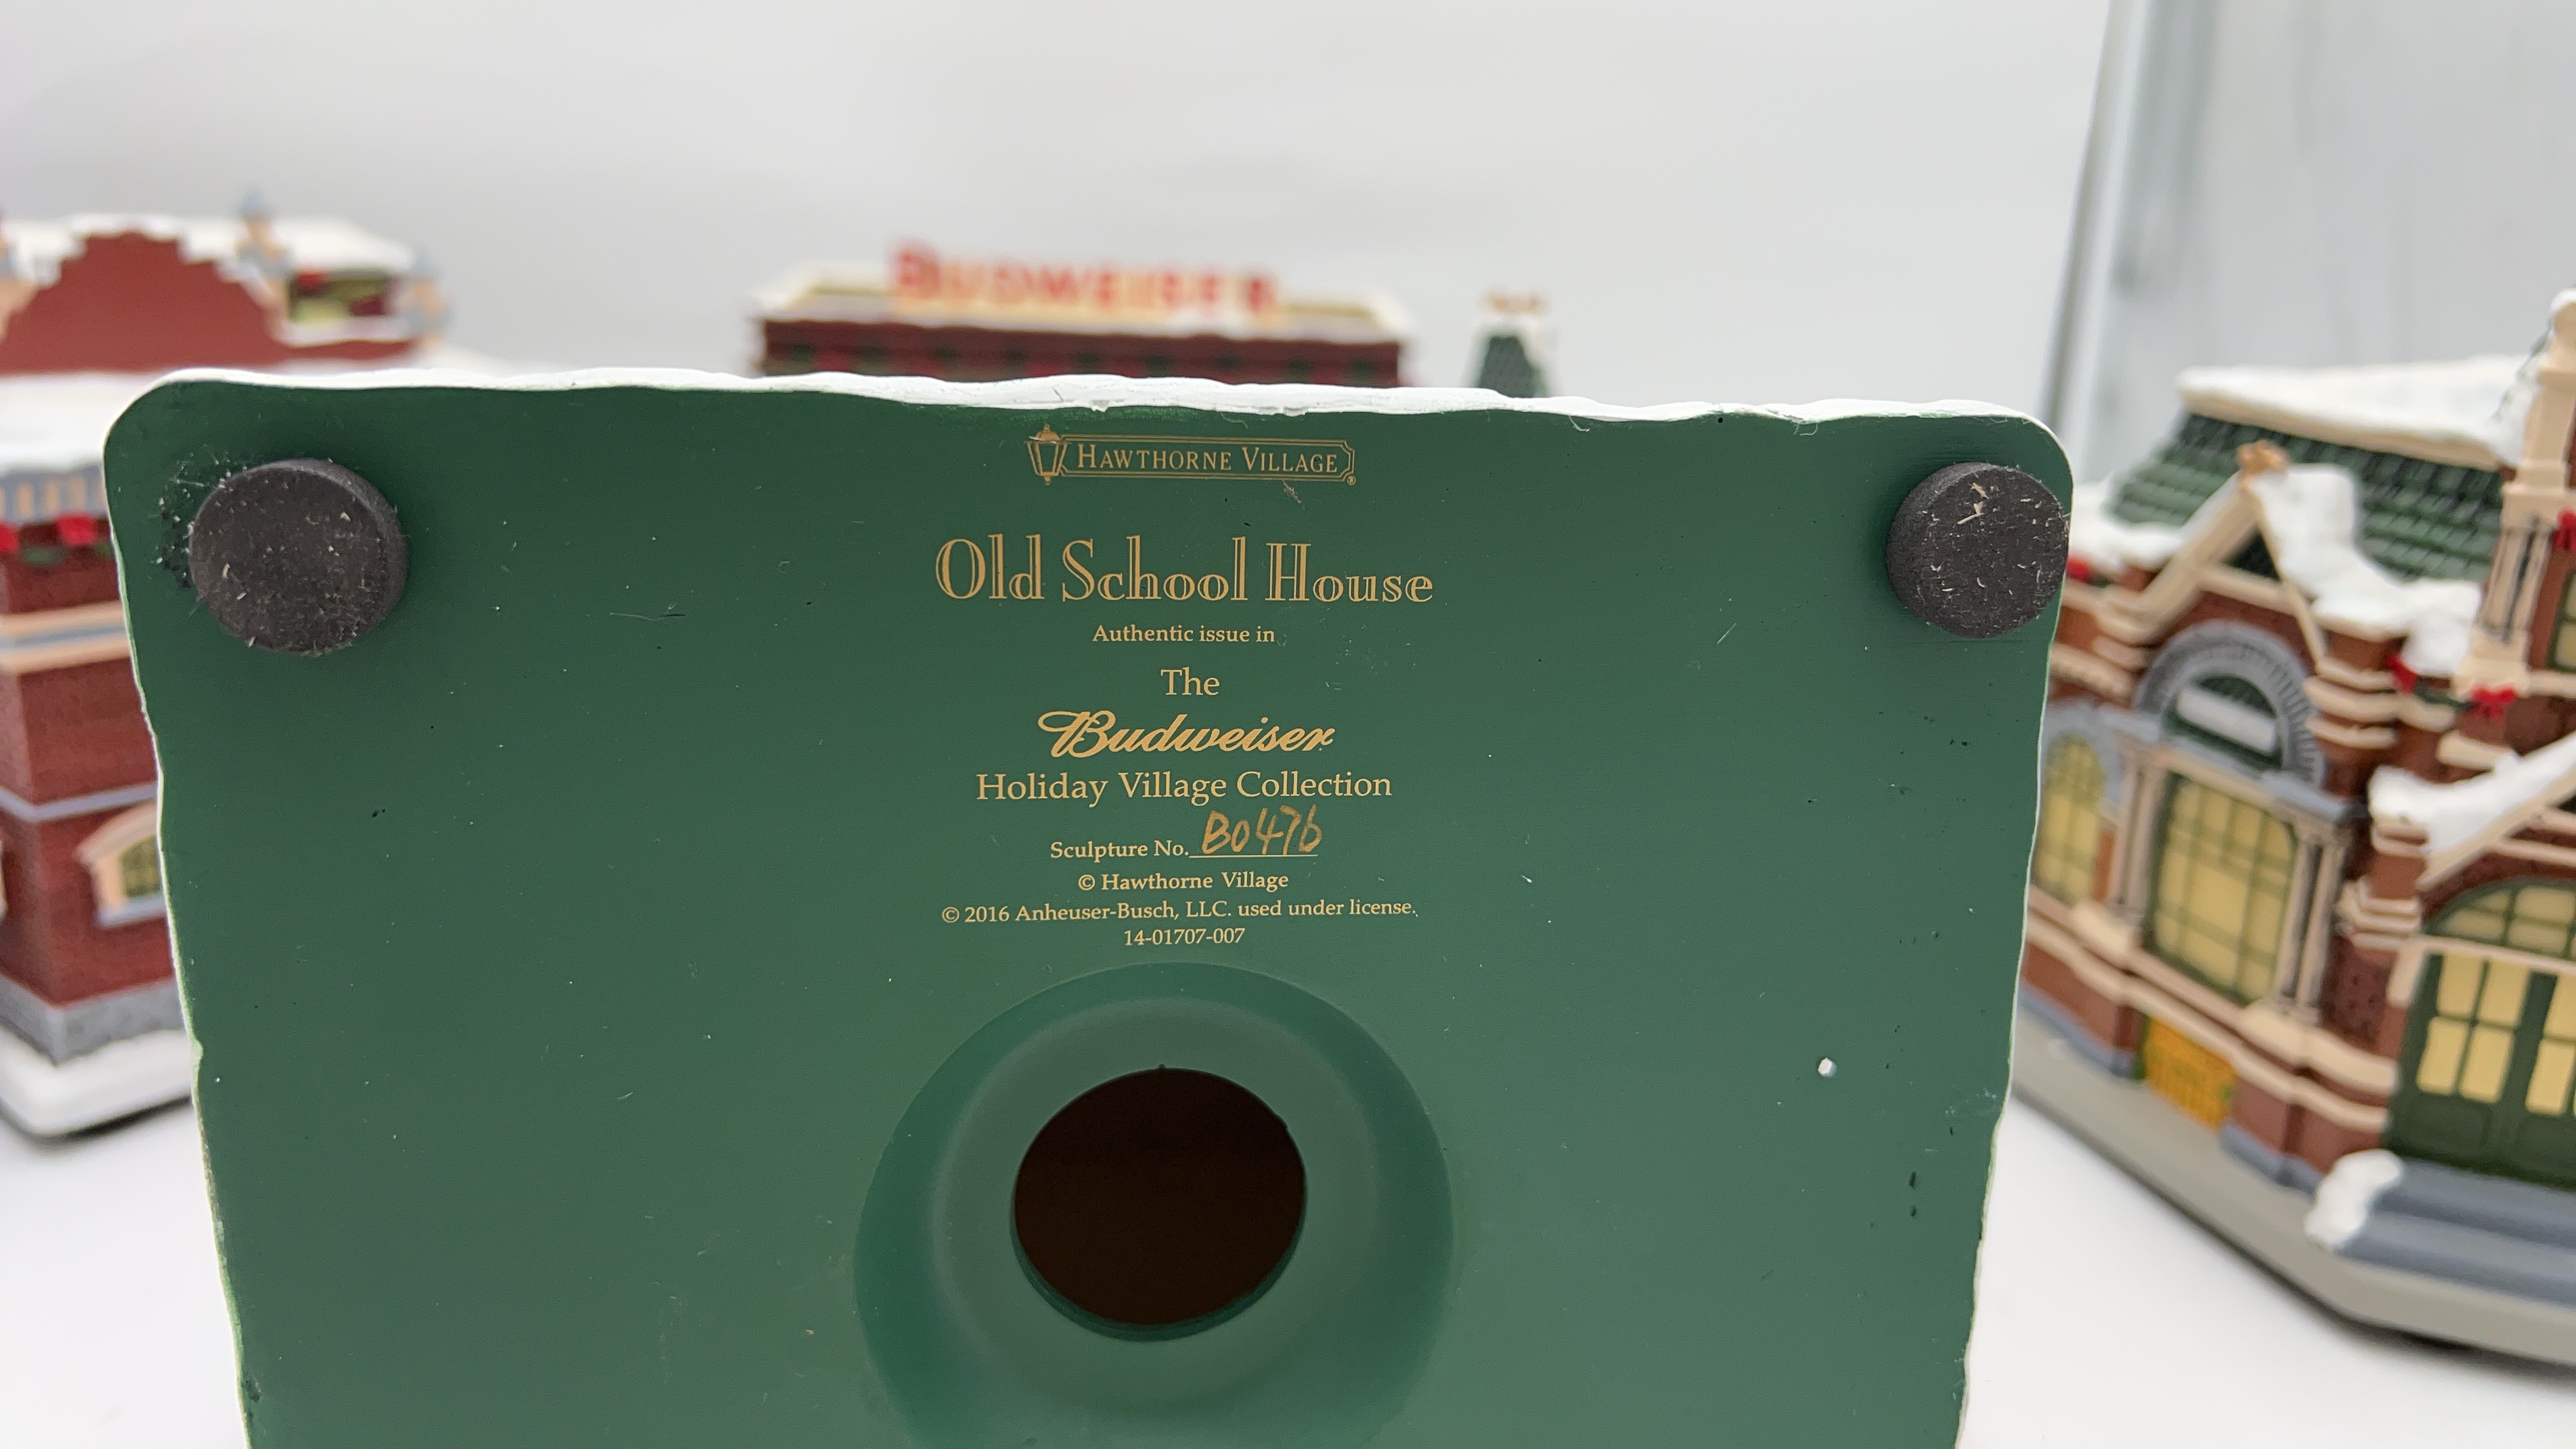 BUDWEISER
HAWTHORNE VILLAGE®
Old School House
Authentic issue in
The
Budweiser
Holiday Village Collection
Sculpture No. B0476
© Hawthorne Village
© 2016 Anheuser-Busch, LLC. used under license.
14-01707-007